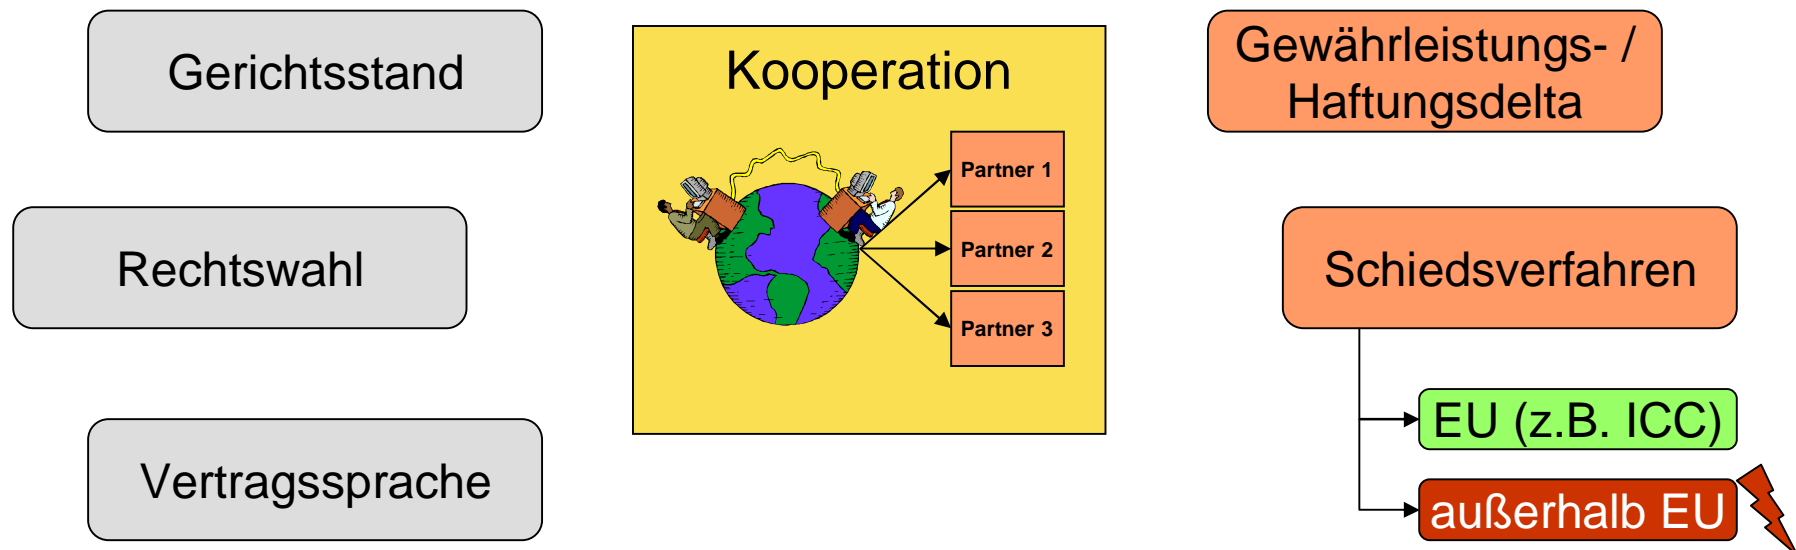 Gerichtsstand
Rechtswahl
Vertragssprache
Kooperation
Partner 1
Partner 2
Partner 3
Gewährleistungs- /
Haftungsdelta
Schiedsverfahren
EU (z.B. ICC)
außerhalb EU